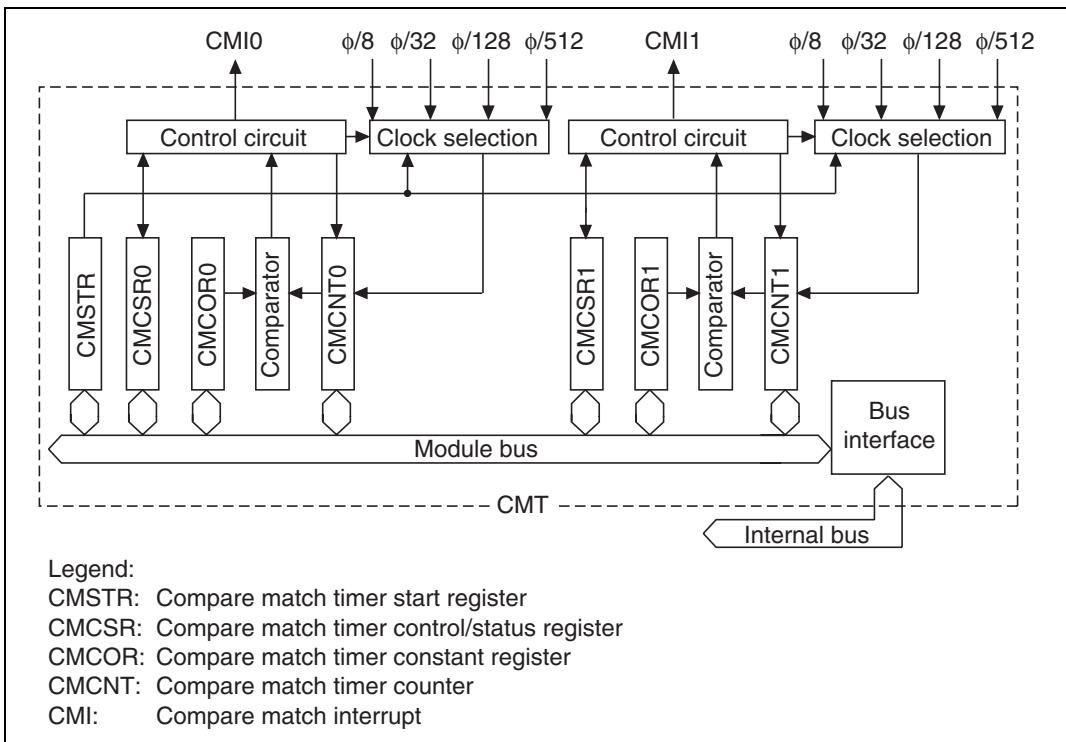 CMI0 ϕ/8 ϕ/32 ϕ/128 ϕ/512 CMI1 ϕ/8 ϕ/32 ϕ/128 ϕ/512
Control circuit Clock selection Control circuit Clock selection
CMSTR
CMCSR0
CMCOR0
Comparator
CMCNT0
CMCSR1
CMCOR1
Comparator
CMCNT1
Bus
interface
Module bus
CMT
Internal bus
Legend:
CMSTR: Compare match timer start register
CMCSR: Compare match timer control/status register
CMCOR: Compare match timer constant register
CMCNT: Compare match timer counter
CMI: Compare match interrupt